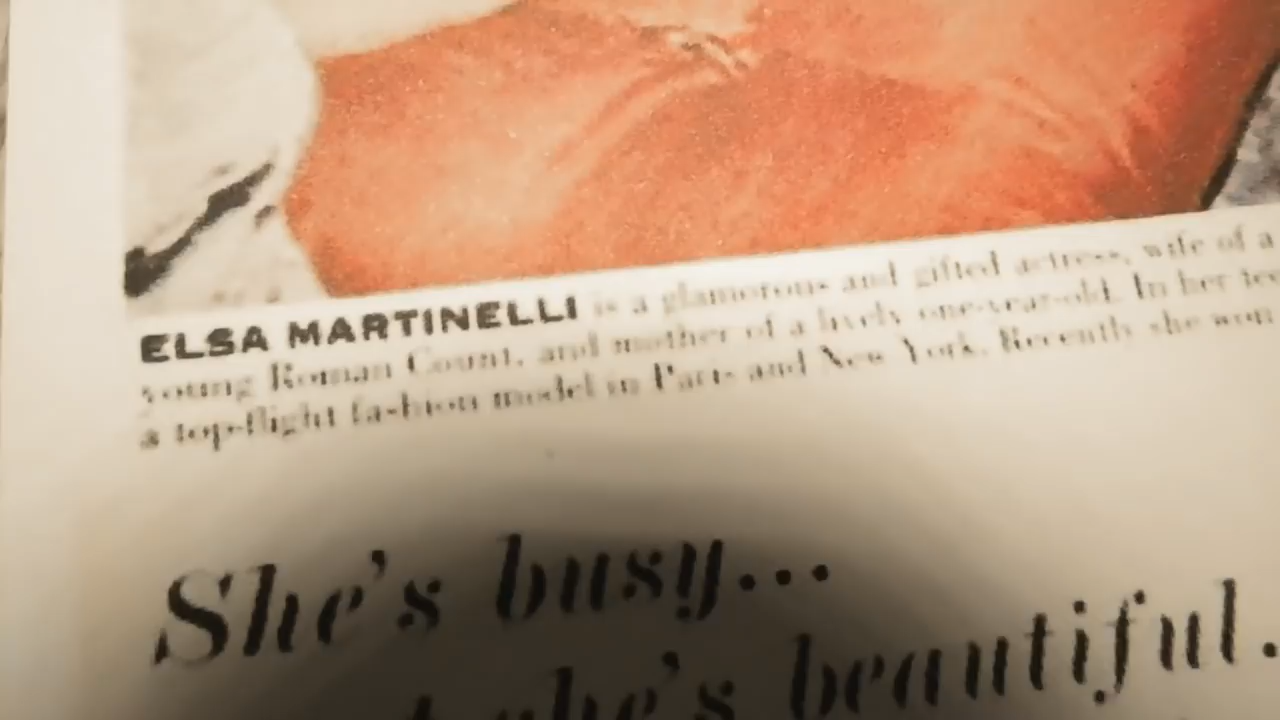 ELSA MARTINELLI is a glamorous and gifted actress, wife of a
young Roman Count, and mother of a lively one-year-old. In her
a top-flight fashion model in Paris and New York. Recently she won
She's busy...
she's beautiful.